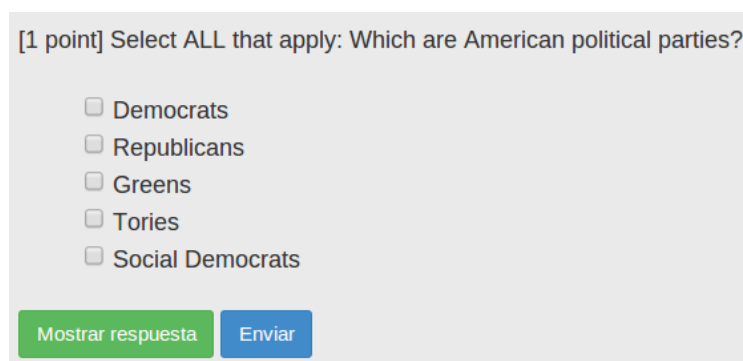 [1 point] Select ALL that apply: Which are American political parties?
Democrats
Republicans
Greens
Tories
Social Democrats
Mostrar respuesta Enviar